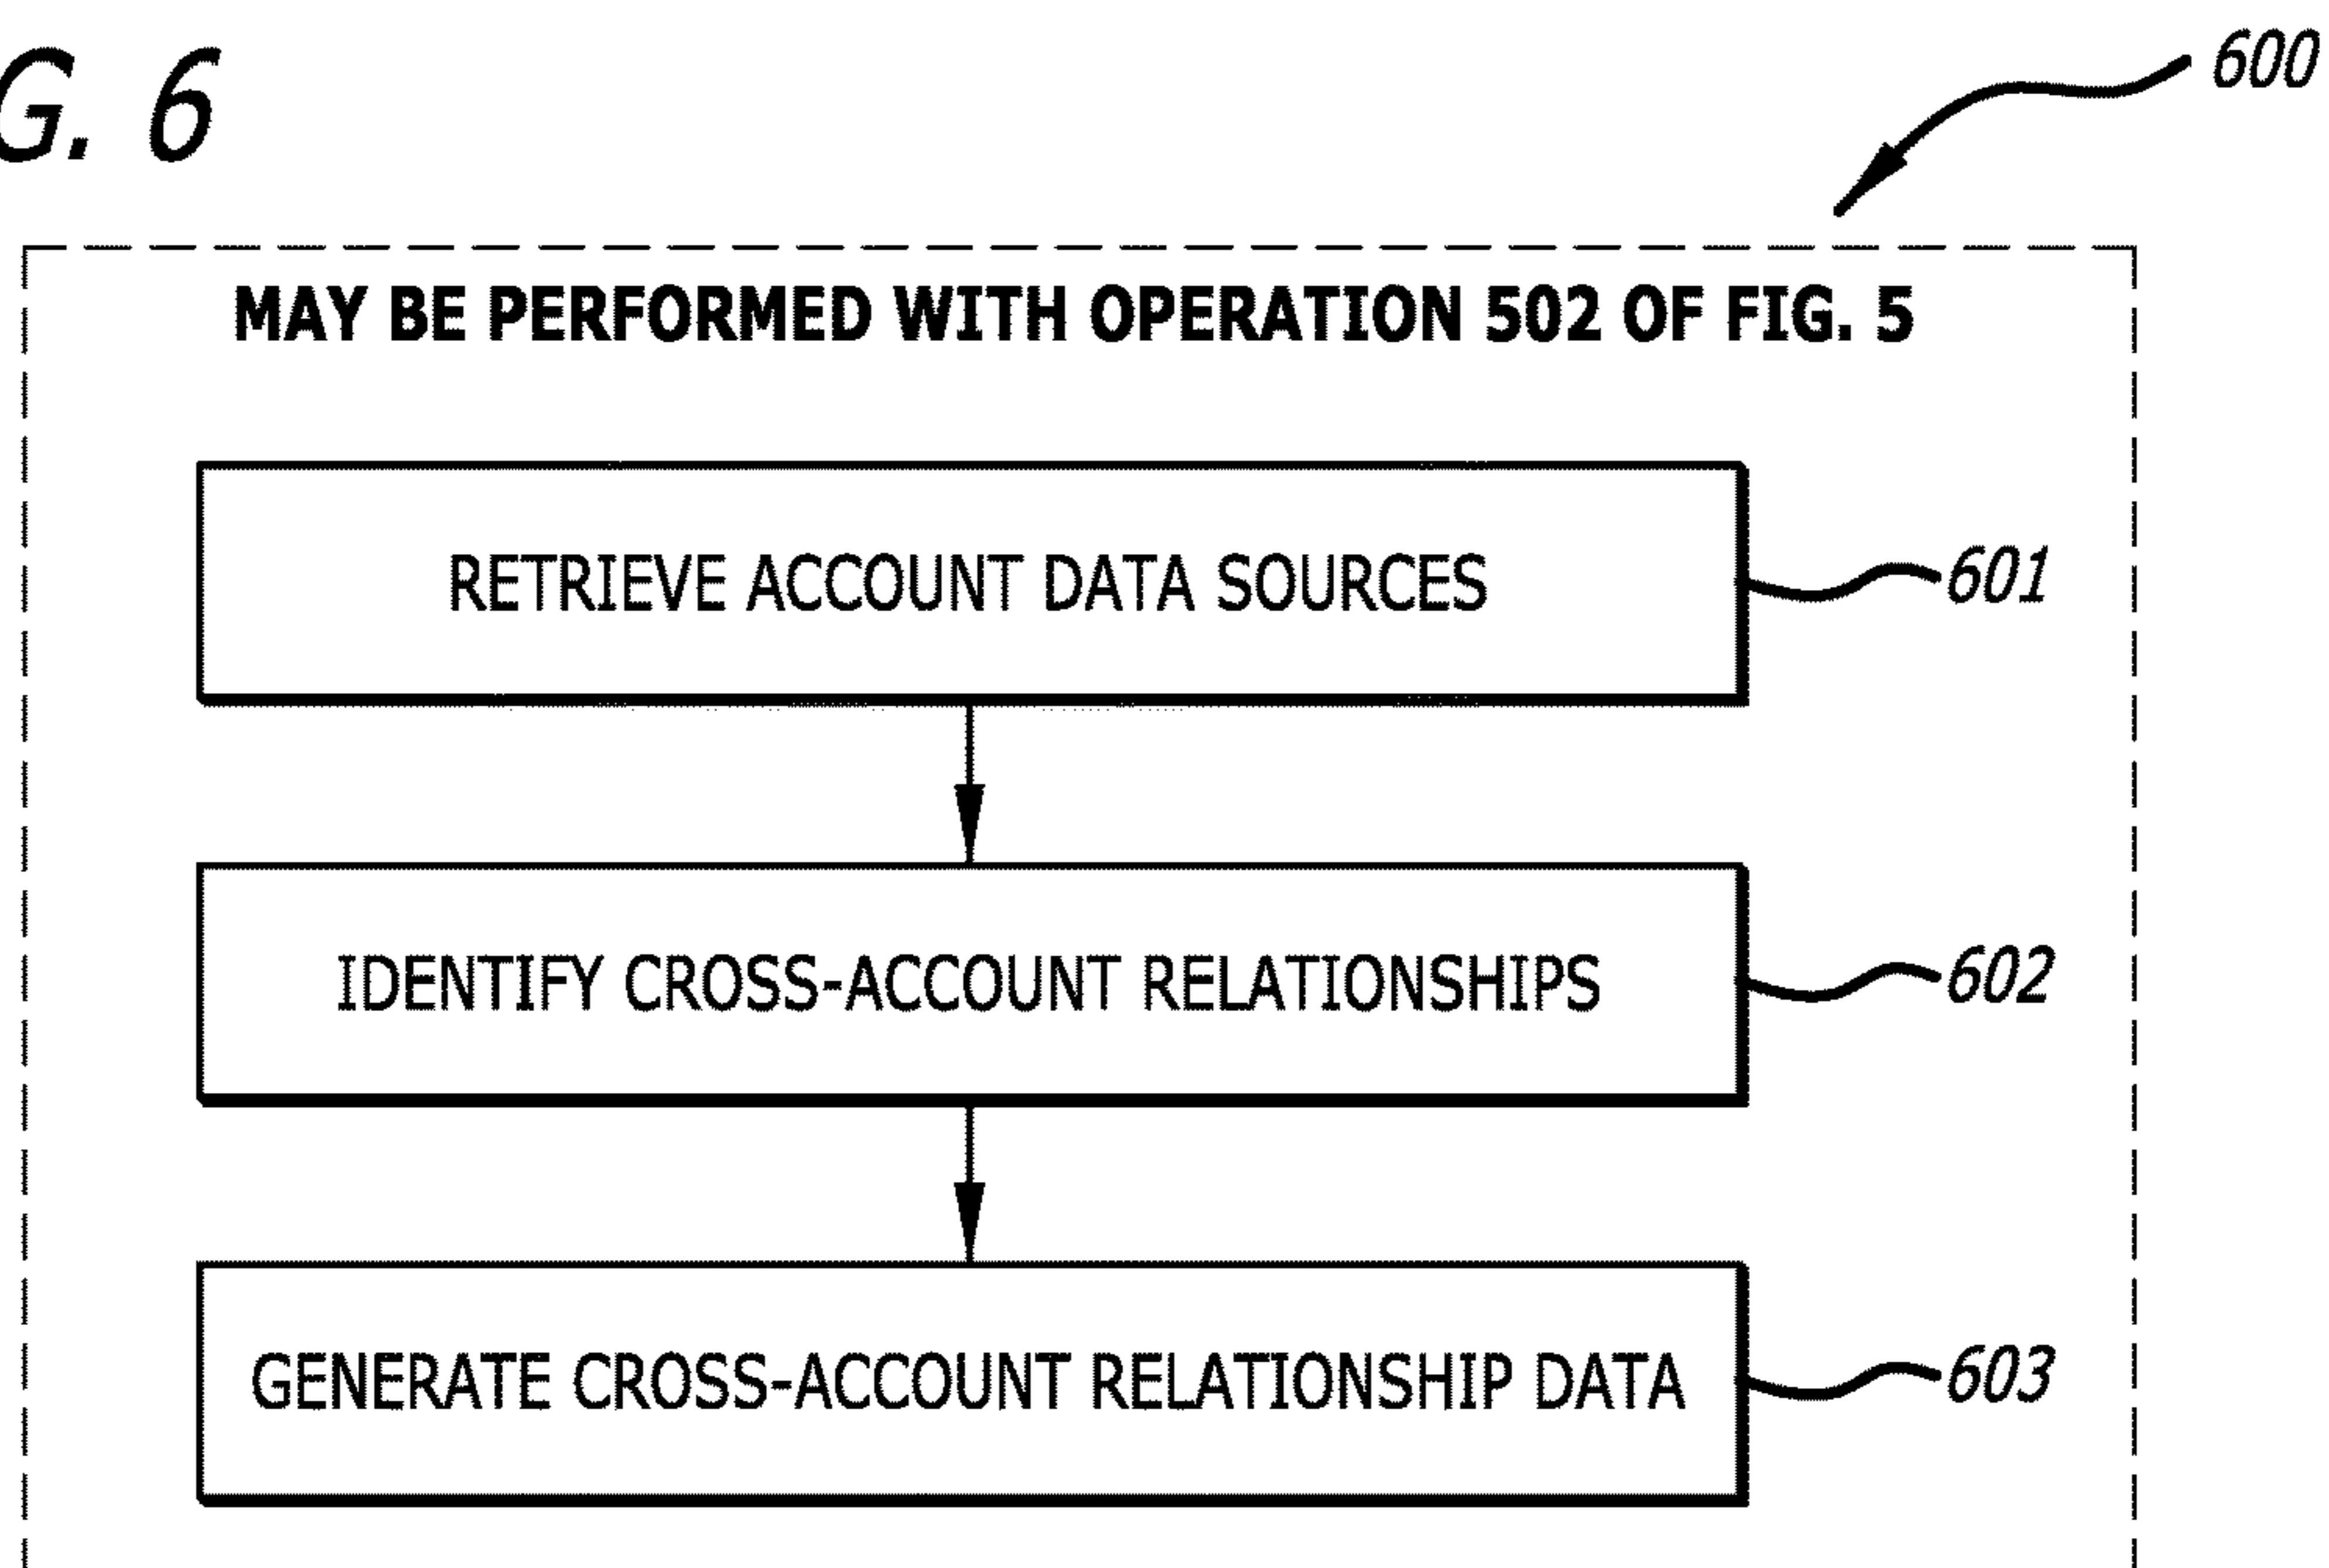 G. 6
600
MAY BE PERFORMED WITH OPERATION 502 OF FIG. 5
RETRIEVE ACCOUNT DATA SOURCES
601
IDENTIFY CROSS-ACCOUNT RELATIONSHIPS
602
GENERATE CROSS-ACCOUNT RELATIONSHIP DATA
603